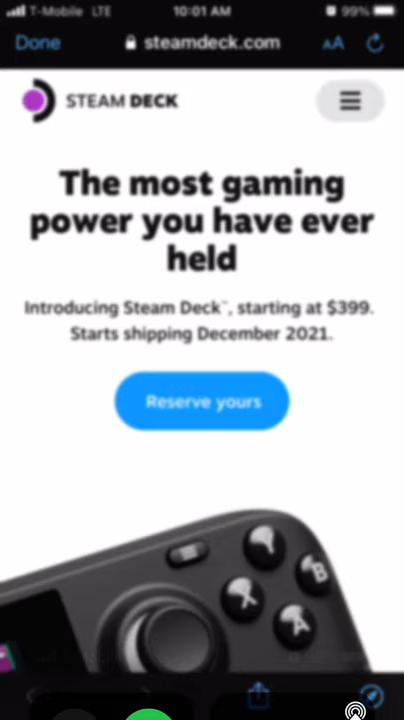 T-Mobile LTE 10:01 AM 99%
Done steamdeck.com AA
STEAM DECK
The most gaming
power you have ever
held
Introducing Steam Deck™, starting at $399.
Starts shipping December 2021.
Reserve yours
Y
B
X
A